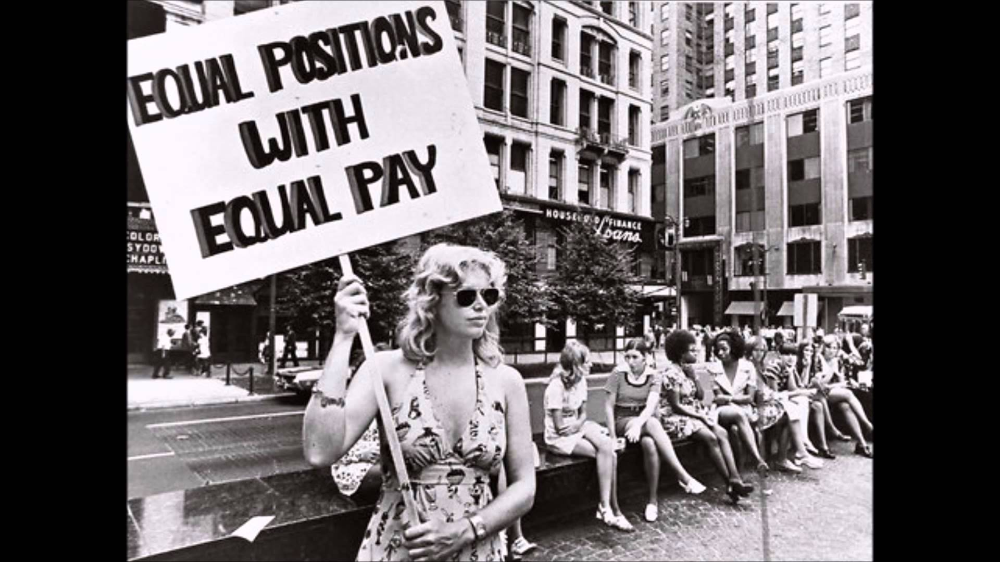 EQUAL POSITIONS
WITH
EQUAL PAY
HOUSEHOLD FINANCE
Loans
COLOR
SYDOW
CHAPL